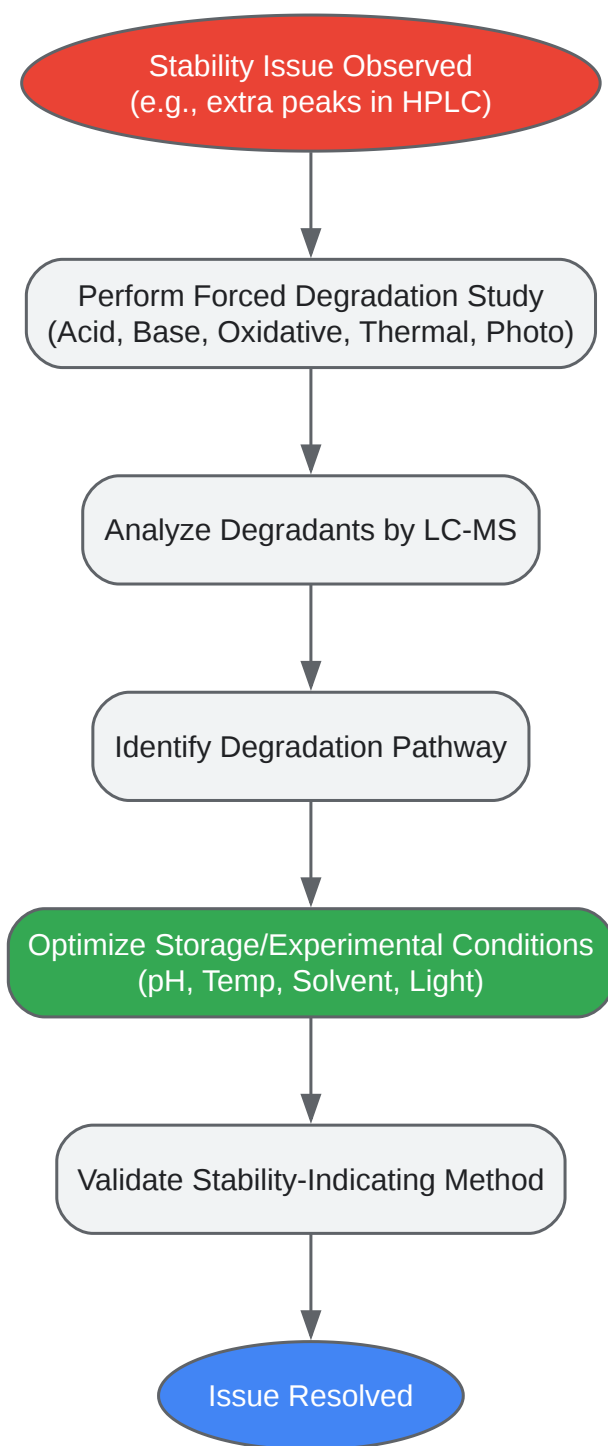 Stability Issue Observed
(e.g., extra peaks in HPLC)
Perform Forced Degradation Study
(Acid, Base, Oxidative, Thermal, Photo)
Analyze Degradants by LC-MS
Identify Degradation Pathway
Optimize Storage/Experimental Conditions
(pH, Temp, Solvent, Light)
Validate Stability-Indicating Method
Issue Resolved